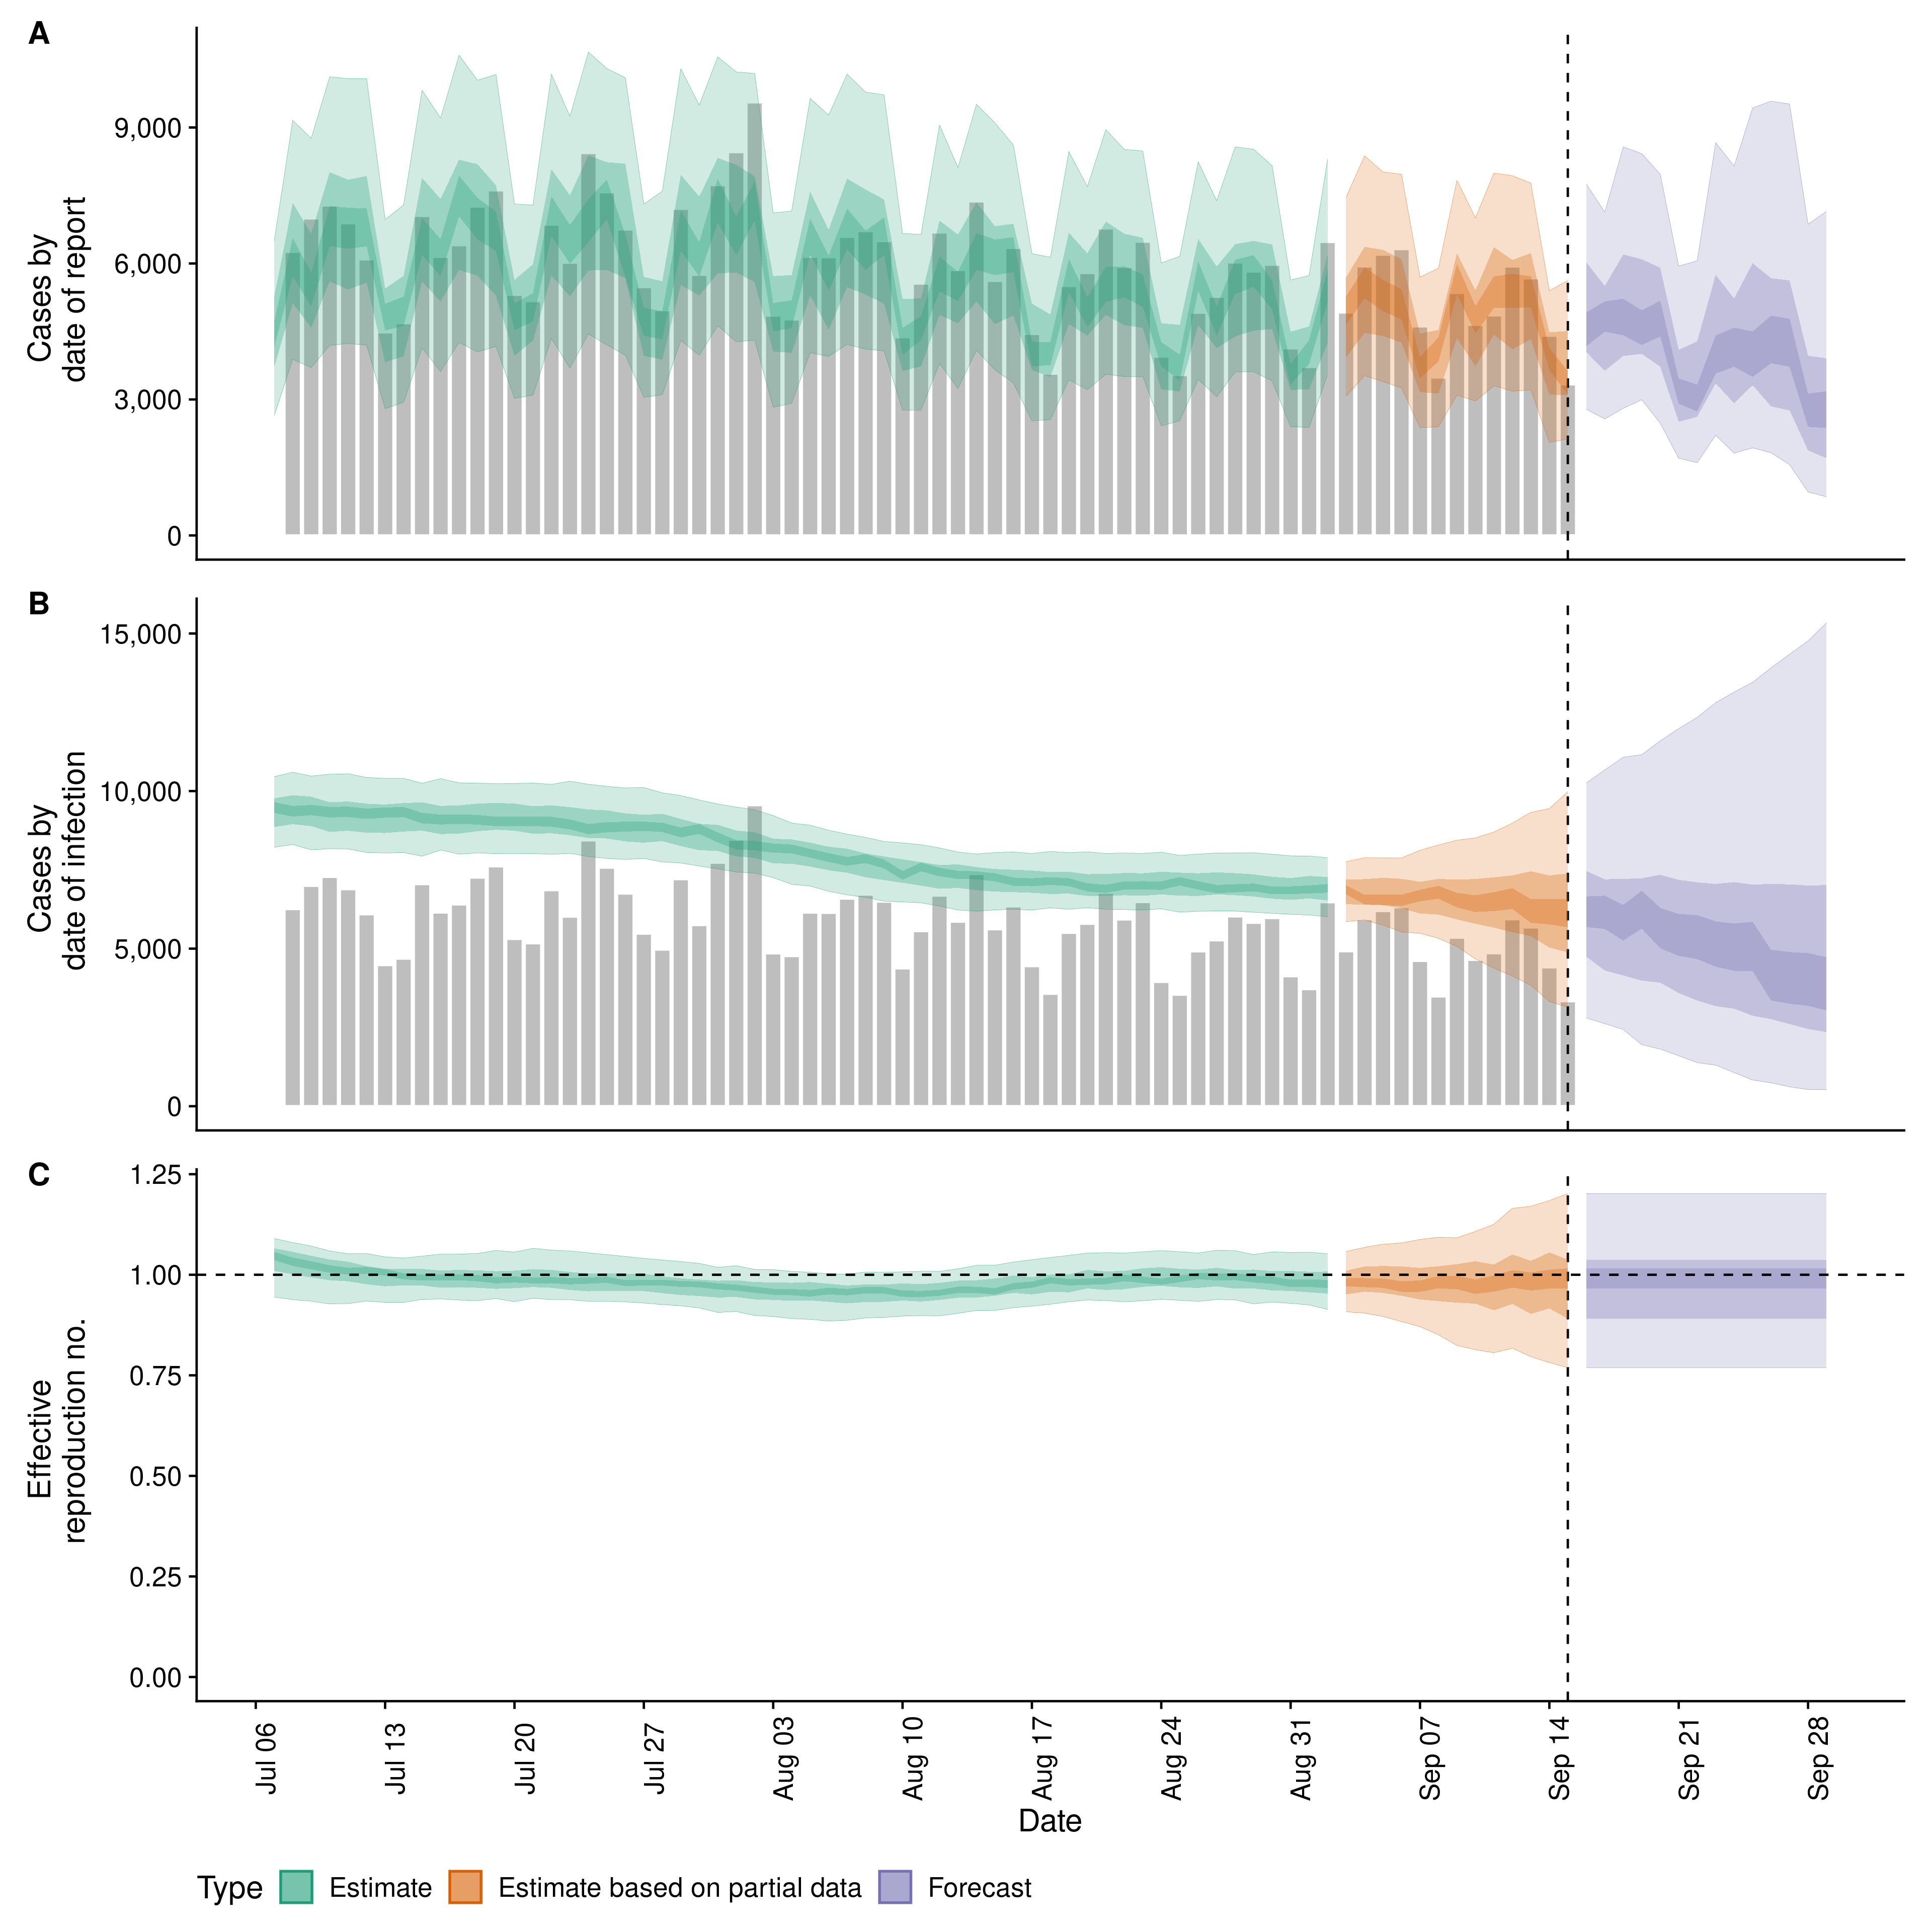 A
Cases by
date of report
9,000
6,000
3,000
0
B
Cases by
date of infection
15,000
10,000
5,000
0
C
Effective
reproduction no.
1.25
1.00
0.75
0.50
0.25
0.00
Jul 06
Jul 13
Jul 20
Jul 27
Aug 03
Aug 10
Aug 17
Aug 24
Aug 31
Sep 07
Sep 14
Sep 21
Sep 28
Date
Type Estimate Estimate based on partial data Forecast